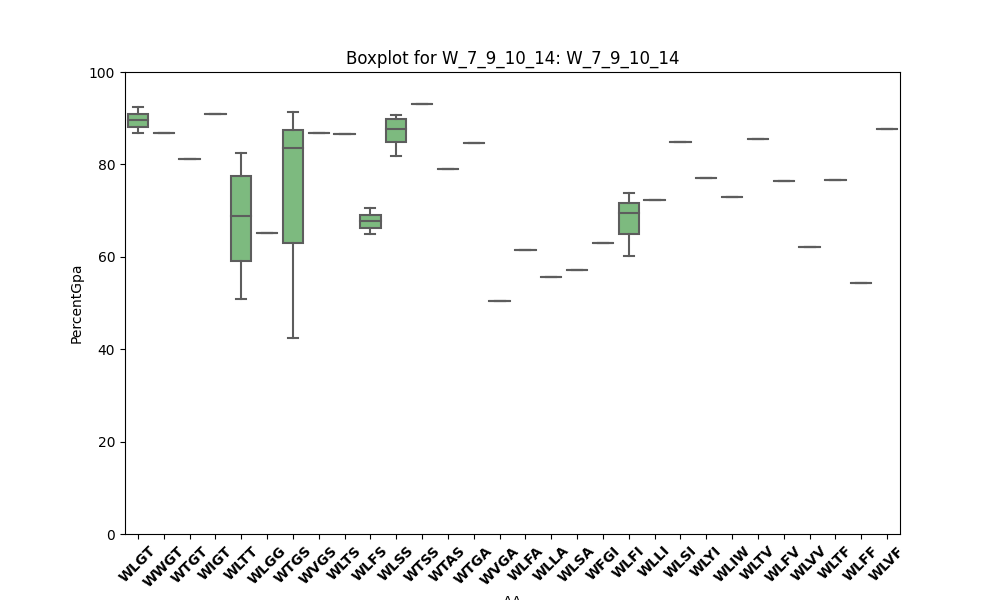 Boxplot for W_7_9_10_14: W_7_9_10_14
100
80
60
40
20
0
PercentGpa
WLGT
WWGT
WTGT
WIGT
WLTT
WLGG
WTGS
WVGS
WLTS
WLFS
WLSS
WTSS
WTAS
WTGA
WVGA
WLFA
WLLA
WLSA
WFGI
WLFI
WLLI
WLSI
WLYI
WLIW
WLTV
WLFV
WLVV
WLTF
WLFF
WLVF